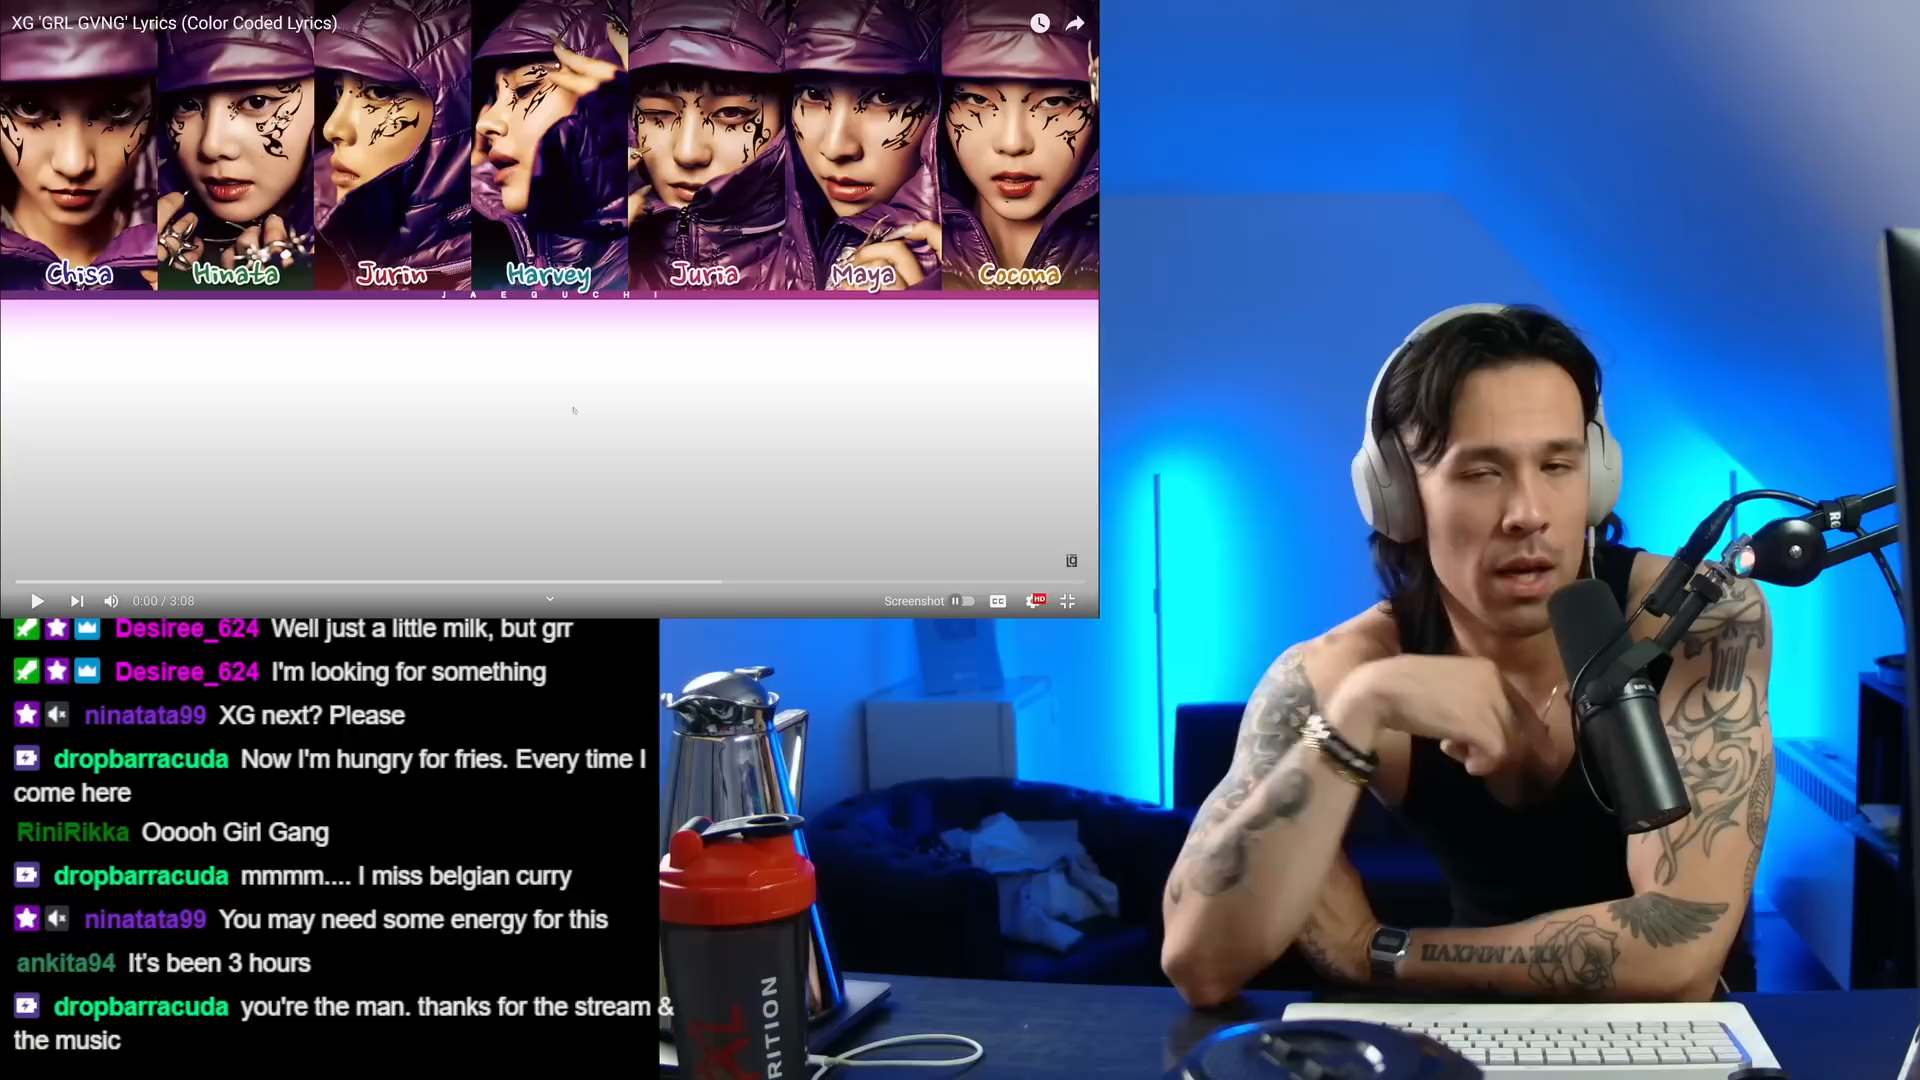 XG 'GRL GVNG' Lyrics (Color Coded Lyrics)
Chisa Hinata Jurin Harvey Juria Maya Cocona
J A E G U C H I
0:00 / 3:08
Screenshot
CC
HD
Desiree_624 Well just a little milk, but grr
Desiree_624 I'm looking for something
ninatata99 XG next? Please
dropbarracuda Now I'm hungry for fries. Every time I
come here
RiniRikka Ooooh Girl Gang
dropbarracuda mmmm.... I miss belgian curry
ninatata99 You may need some energy for this
ankita94 It's been 3 hours
dropbarracuda you're the man. thanks for the stream &
the music
XL
RITION